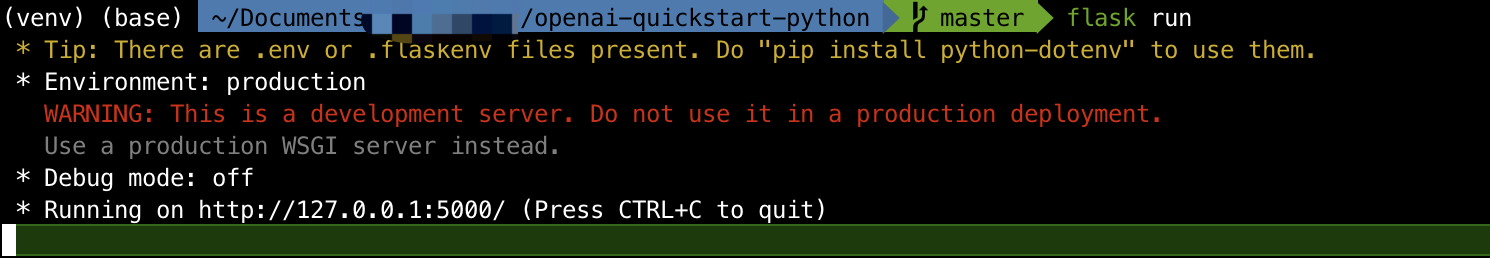 (venv) (base) ~/Documents /openai-quickstart-python master flask run
* Tip: There are .env or .flaskenv files present. Do "pip install python-dotenv" to use them.
* Environment: production
WARNING: This is a development server. Do not use it in a production deployment.
Use a production WSGI server instead.
* Debug mode: off
* Running on http://127.0.0.1:5000/ (Press CTRL+C to quit)